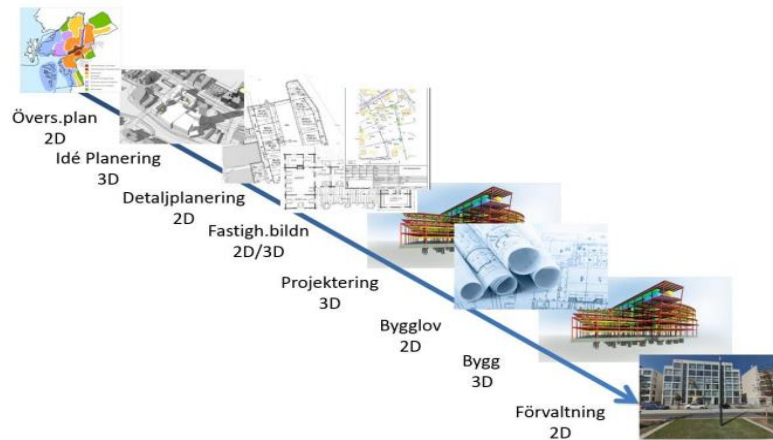 Övers.plan
2D
Idé Planering
3D
Detaljplanering
2D
Fastigh.bildn
2D/3D
Projektering
3D
Bygglov
2D
Bygg
3D
Förvaltning
2D